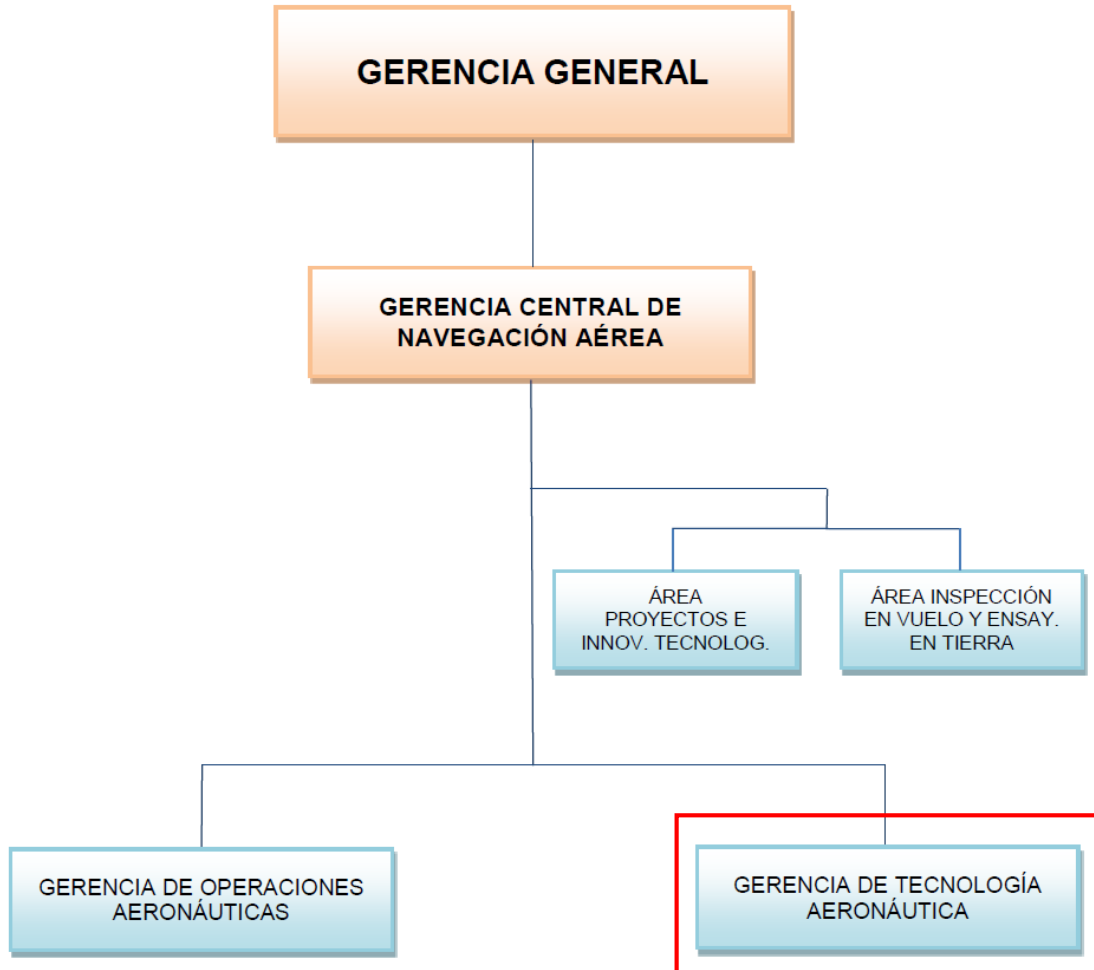 GERENCIA GENERAL
GERENCIA CENTRAL DE
NAVEGACIÓN AÉREA
ÁREA
PROYECTOS E
INNOV. TECNOLOG.
ÁREA INSPECCIÓN
EN VUELO Y ENSAY.
EN TIERRA
GERENCIA DE OPERACIONES
AERONÁUTICAS
GERENCIA DE TECNOLOGÍA
AERONÁUTICA